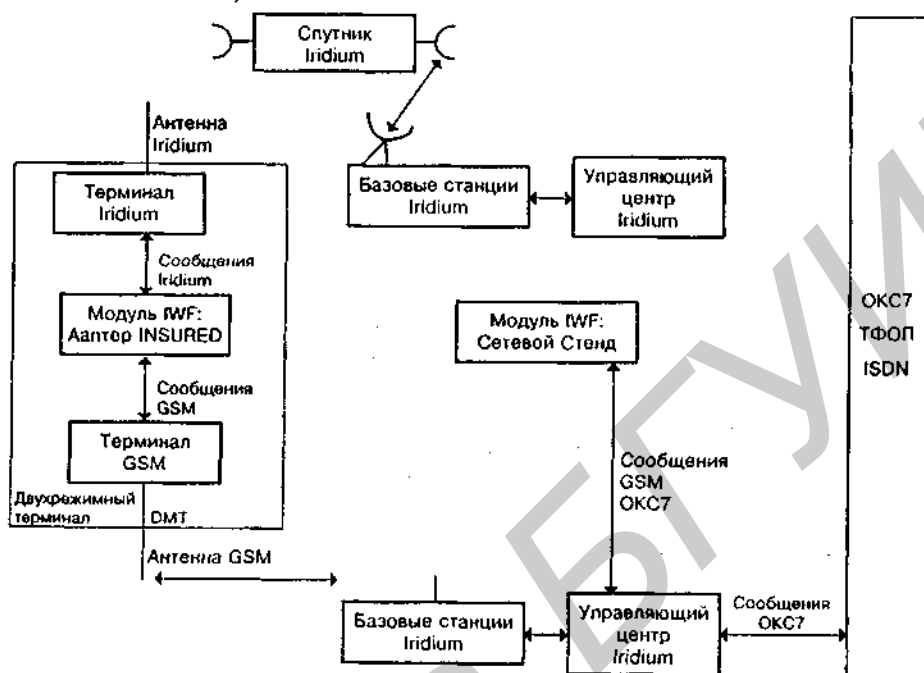 Спутник
Iridium
Антенна
Iridium
Терминал
Iridium
Сообщения
Iridium
Модуль IWF:
Ааптор INSURED
Сообщения
GSM
Терминал
GSM
Двухрежимный
терминал
DMT
Антенна GSM
Базовые станции
Iridium
Управляющий
центр
Iridium
Модуль IWF:
Сетевой Стенд
Сообщения
GSM
ОКС7
Базовые станции
Iridium
Управляющий
центр
Iridium
Сообщения
ОКС7
ОКС7
ТФОП
ISDN
БГУИ